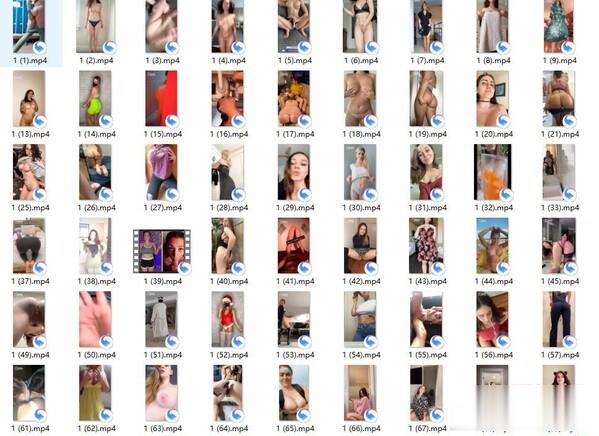 1 (1).mp4 1 (2).mp4 1 (3).mp4 1 (4).mp4 1 (5).mp4 1 (6).mp4 1 (7).mp4 1 (8).mp4 1 (9).mp4
1 (13).mp4 1 (14).mp4 1 (15).mp4 1 (16).mp4 1 (17).mp4 1 (18).mp4 1 (19).mp4 1 (20).mp4 1 (21).mp4
1 (25).mp4 1 (26).mp4 1 (27).mp4 1 (28).mp4 1 (29).mp4 1 (30).mp4 1 (31).mp4 1 (32).mp4 1 (33).mp4
1 (37).mp4 1 (38).mp4 1 (39).mp4 1 (40).mp4 1 (41).mp4 1 (42).mp4 1 (43).mp4 1 (44).mp4 1 (45).mp4
1 (49).mp4 1 (50).mp4 1 (51).mp4 1 (52).mp4 1 (53).mp4 1 (54).mp4 1 (55).mp4 1 (56).mp4 1 (57).mp4
1 (61).mp4 1 (62).mp4 1 (63).mp4 1 (64).mp4 1 (65).mp4 1 (66).mp4 1 (67).mp4